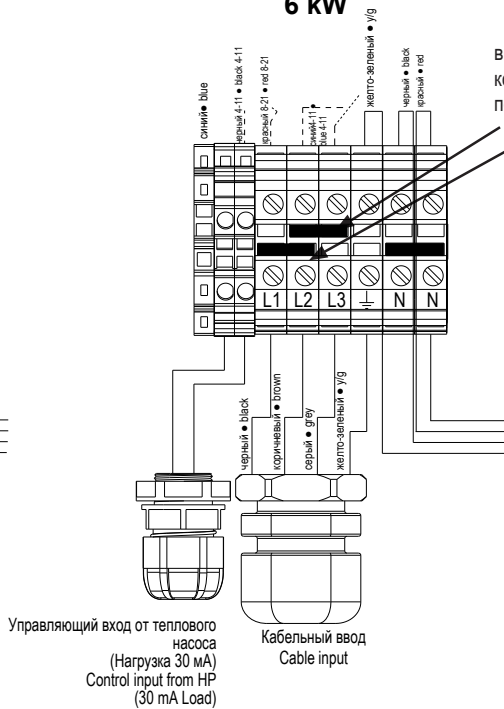 6 kW
синий● blue
черный 4-11 ● black 4-11
красный 8-21 ● red 8-21
синий4-11 ●
blue 4-11
желто-зеленый ● y/g
черный ● black
красный ● red
L1 L2 L3 N N
черный ● black
коричневый ● brown
серый ● grey
желто-зеленый ● y/g
Управляющий вход от теплового
насоса
(Нагрузка 30 мА)
Control input from HP
(30 mA Load)
Кабельный ввод
Cable input